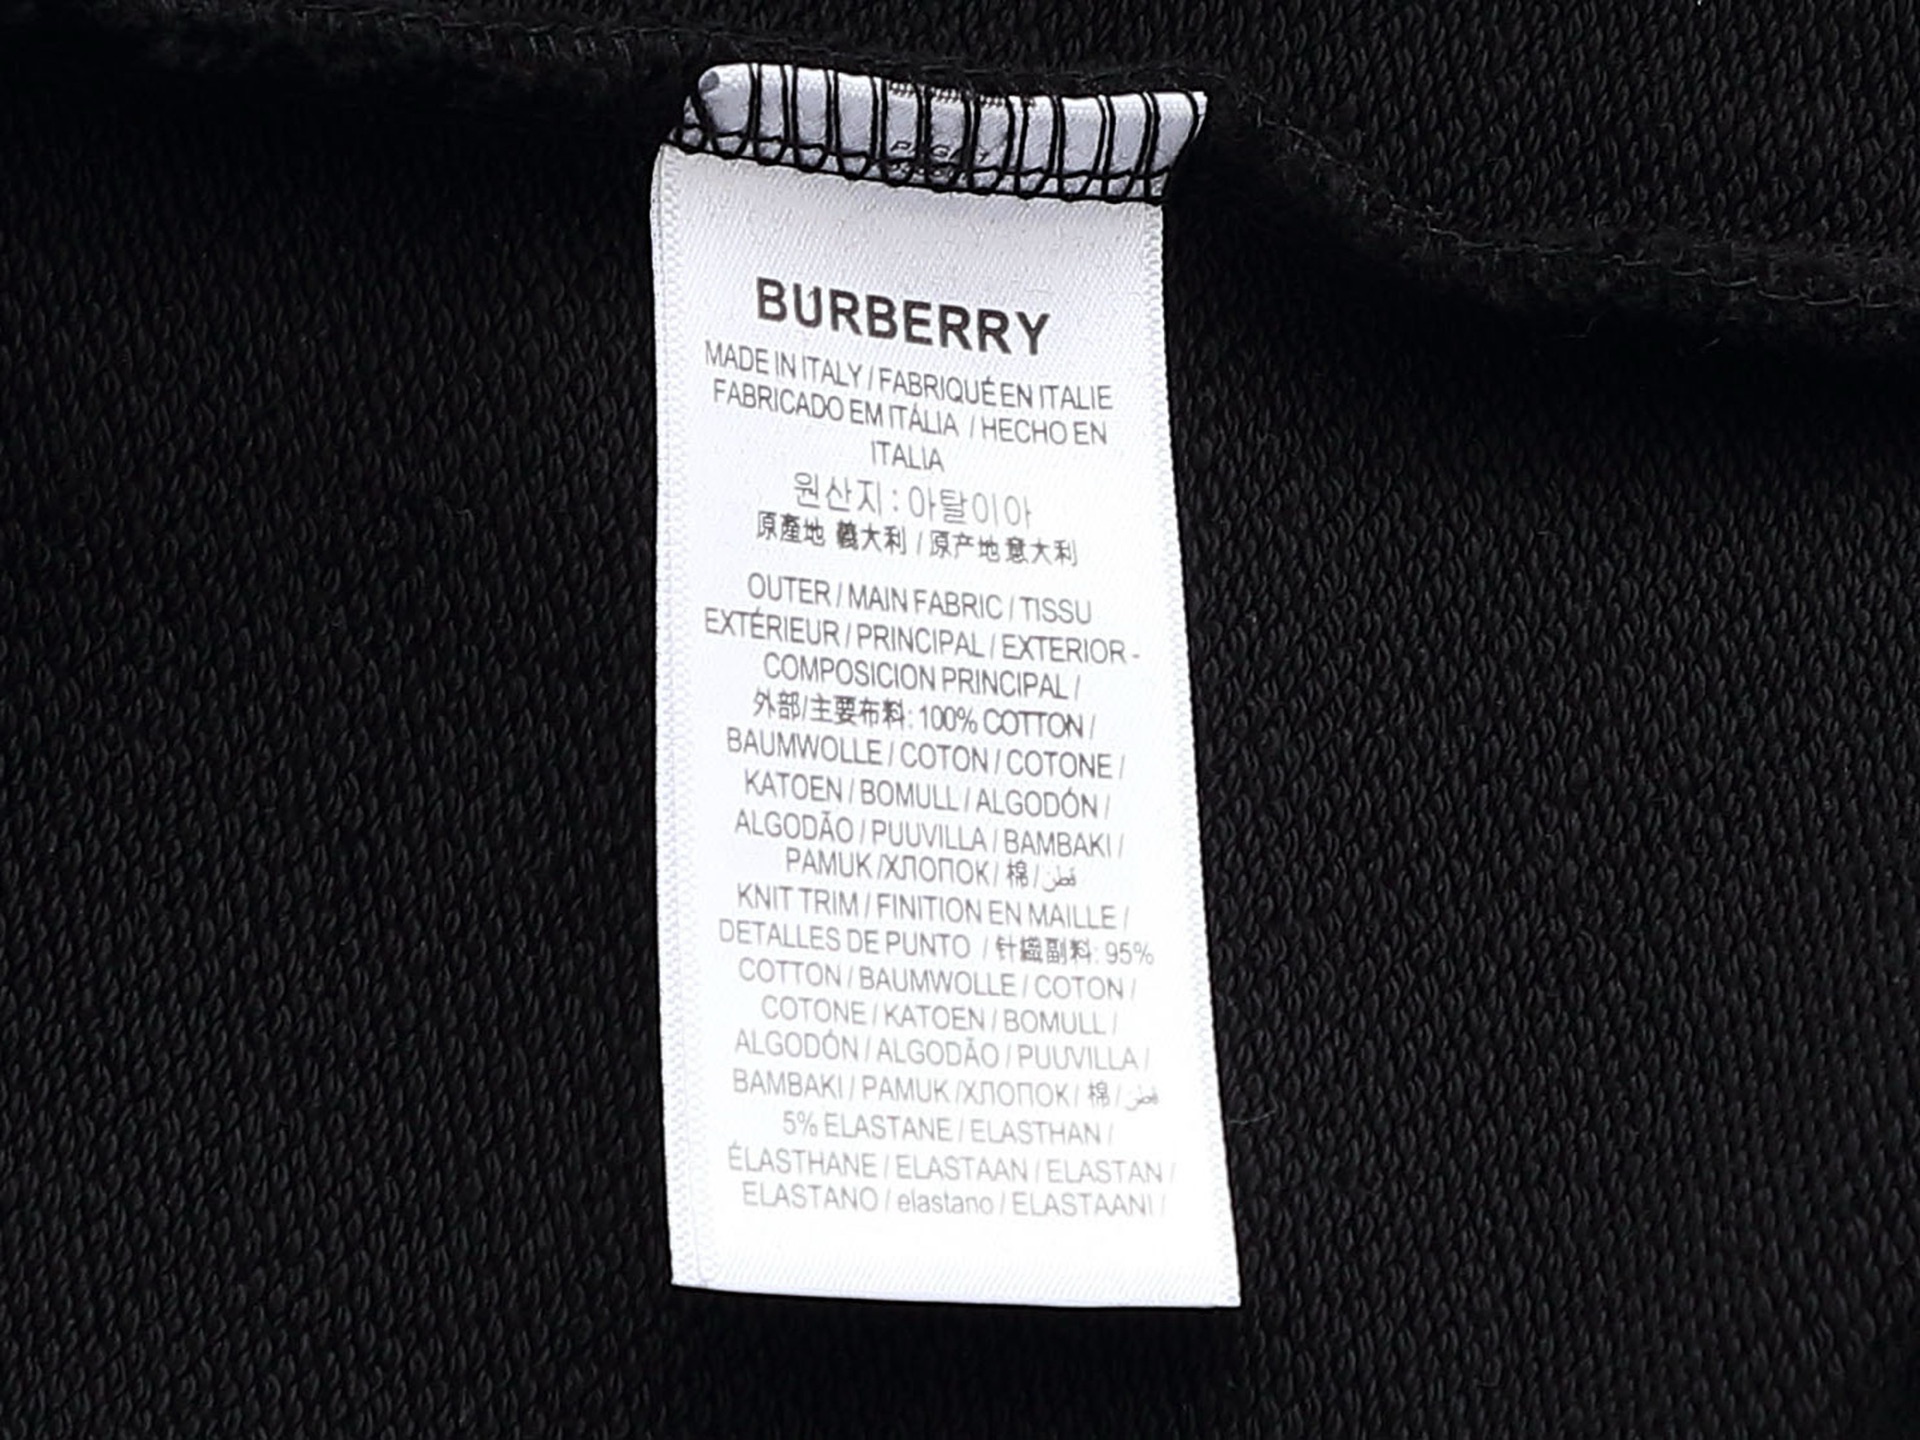 BURBERRY
MADE IN ITALY / FABRIQUÉ EN ITALIE
FABRICADO EM ITÁLIA / HECHO EN
ITALIA
원산지 : 아탈이아
原產地 義大利 / 原产地意大利
OUTER / MAIN FABRIC / TISSU
EXTÉRIEUR / PRINCIPAL / EXTERIOR -
COMPOSICION PRINCIPAL /
外部/主要布料: 100% COTTON /
BAUMWOLLE / COTON / COTONE /
KATOEN / BOMULL / ALGODÓN /
ALGODÃO / PUUVILLA / BAMBAKI /
PAMUK /ХЛОПОК / 棉 / قطن
KNIT TRIM / FINITION EN MAILLE /
DETALLES DE PUNTO / 针織副料: 95%
COTTON / BAUMWOLLE / COTON /
COTONE / KATOEN / BOMULL /
ALGODÓN / ALGODÃO / PUUVILLA /
BAMBAKI / PAMUK /ХЛОПОК / 棉 / قطن
5% ELASTANE / ELASTHAN /
ÉLASTHANE / ELASTAAN / ELASTAN /
ELASTANO / elastano / ELASTAANI /